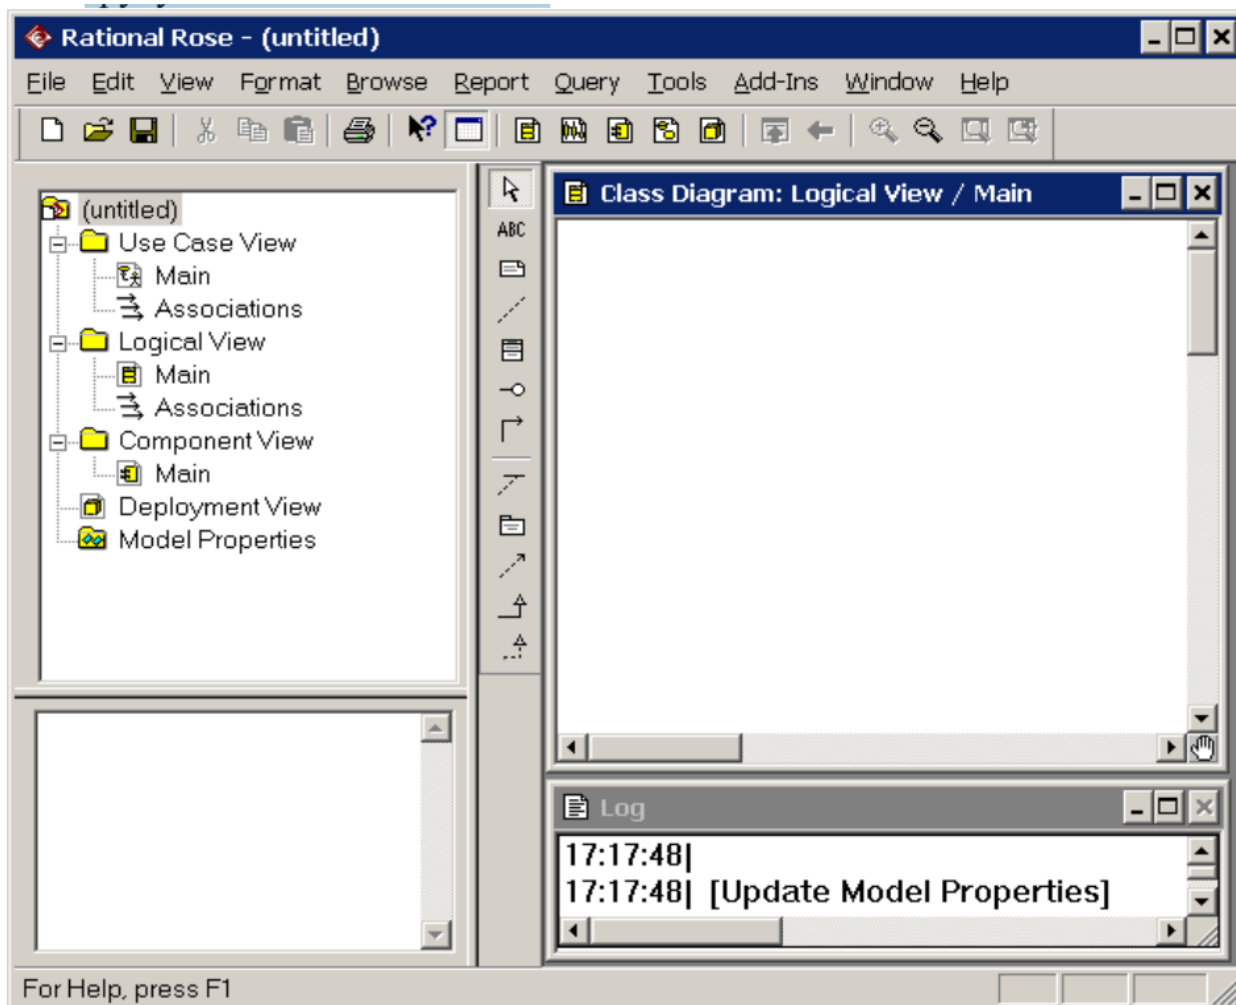 Rational Rose - (untitled)
File Edit View Format Browse Report Query Tools Add-Ins Window Help
(untitled)
Use Case View
Main
Associations
Logical View
Main
Associations
Component View
Main
Deployment View
Model Properties
ABC
Class Diagram: Logical View / Main
Log
17:17:48|
17:17:48| [Update Model Properties]
For Help, press F1